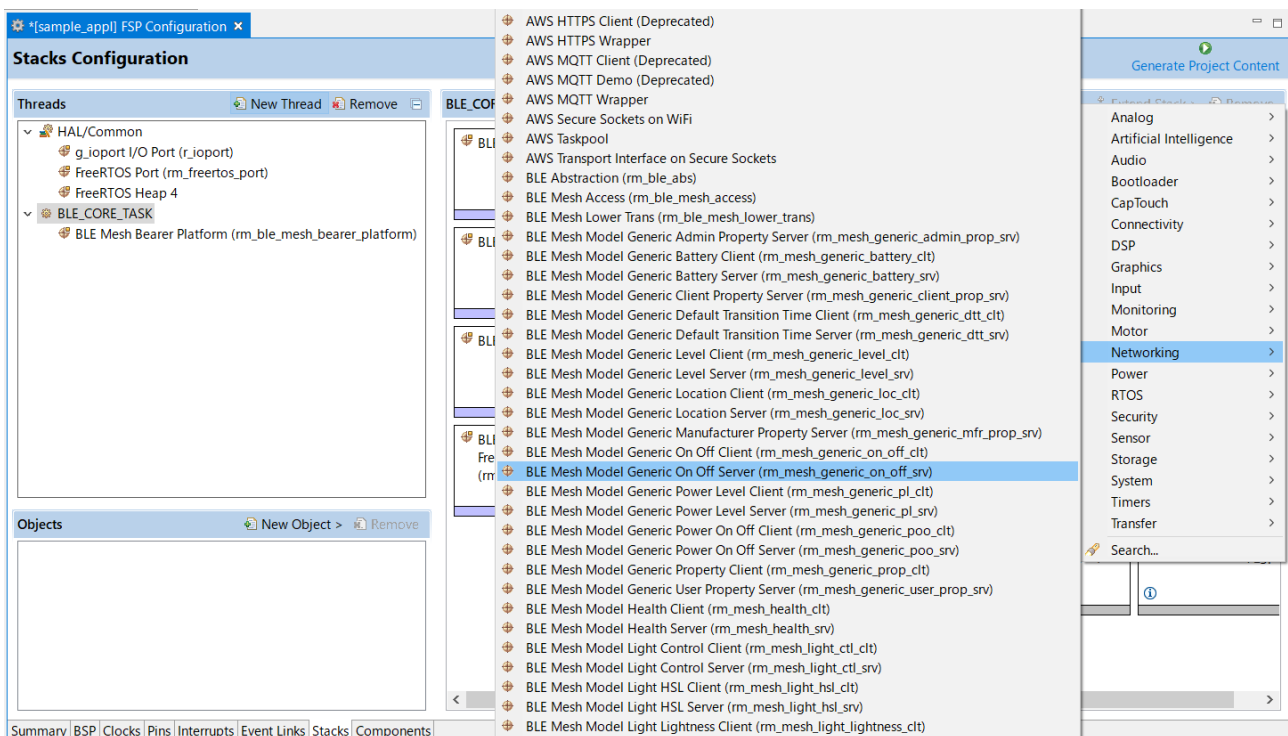 *[sample_appl] FSP Configuration
Stacks Configuration
Generate Project Content
Threads
New Thread
Remove
HAL/Common
g_ioport I/O Port (r_ioport)
FreeRTOS Port (rm_freertos_port)
FreeRTOS Heap 4
BLE_CORE_TASK
BLE Mesh Bearer Platform (rm_ble_mesh_bearer_platform)
Objects
New Object >
Remove
AWS HTTPS Client (Deprecated)
AWS HTTPS Wrapper
AWS MQTT Client (Deprecated)
AWS MQTT Demo (Deprecated)
AWS MQTT Wrapper
AWS Secure Sockets on WiFi
AWS Taskpool
AWS Transport Interface on Secure Sockets
BLE Abstraction (rm_ble_abs)
BLE Mesh Access (rm_ble_mesh_access)
BLE Mesh Lower Trans (rm_ble_mesh_lower_trans)
BLE Mesh Model Generic Admin Property Server (rm_mesh_generic_admin_prop_srv)
BLE Mesh Model Generic Battery Client (rm_mesh_generic_battery_clt)
BLE Mesh Model Generic Battery Server (rm_mesh_generic_battery_srv)
BLE Mesh Model Generic Client Property Server (rm_mesh_generic_client_prop_srv)
BLE Mesh Model Generic Default Transition Time Client (rm_mesh_generic_dtt_clt)
BLE Mesh Model Generic Default Transition Time Server (rm_mesh_generic_dtt_srv)
BLE Mesh Model Generic Level Client (rm_mesh_generic_level_clt)
BLE Mesh Model Generic Level Server (rm_mesh_generic_level_srv)
BLE Mesh Model Generic Location Client (rm_mesh_generic_loc_clt)
BLE Mesh Model Generic Location Server (rm_mesh_generic_loc_srv)
BLE Mesh Model Generic Manufacturer Property Server (rm_mesh_generic_mfr_prop_srv)
BLE Mesh Model Generic On Off Client (rm_mesh_generic_on_off_clt)
BLE Mesh Model Generic On Off Server (rm_mesh_generic_on_off_srv)
BLE Mesh Model Generic Power Level Client (rm_mesh_generic_pl_clt)
BLE Mesh Model Generic Power Level Server (rm_mesh_generic_pl_srv)
BLE Mesh Model Generic Power On Off Client (rm_mesh_generic_poo_clt)
BLE Mesh Model Generic Power On Off Server (rm_mesh_generic_poo_srv)
BLE Mesh Model Generic Property Client (rm_mesh_generic_prop_clt)
BLE Mesh Model Generic User Property Server (rm_mesh_generic_user_prop_srv)
BLE Mesh Model Health Client (rm_mesh_health_clt)
BLE Mesh Model Health Server (rm_mesh_health_srv)
BLE Mesh Model Light Control Client (rm_mesh_light_ctl_clt)
BLE Mesh Model Light Control Server (rm_mesh_light_ctl_srv)
BLE Mesh Model Light HSL Client (rm_mesh_light_hsl_clt)
BLE Mesh Model Light HSL Server (rm_mesh_light_hsl_srv)
BLE Mesh Model Light Lightness Client (rm_mesh_light_lightness_clt)
Analog >
Artificial Intelligence >
Audio >
Bootloader >
CapTouch >
Connectivity >
DSP >
Graphics >
Input >
Monitoring >
Motor >
Networking >
Power >
RTOS >
Security >
Sensor >
Storage >
System >
Timers >
Transfer >
Search...
Summary BSP Clocks Pins Interrupts Event Links Stacks Components